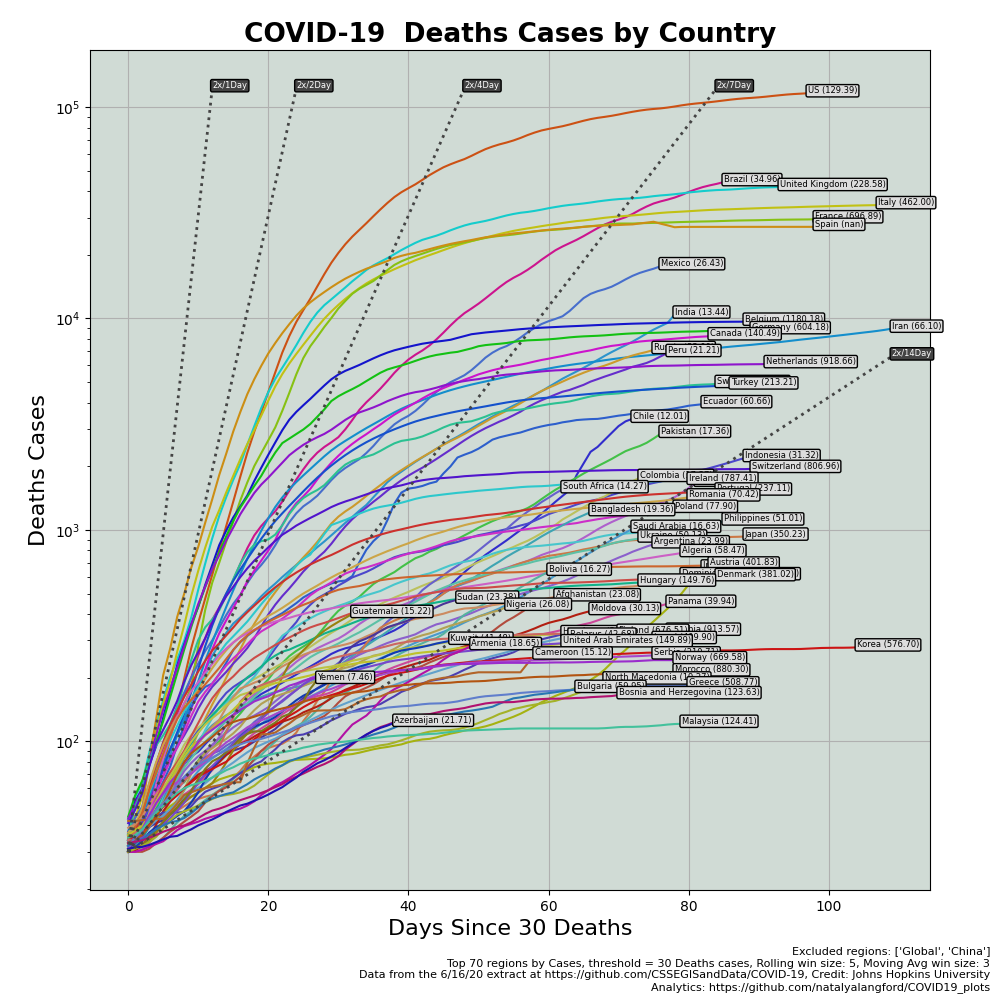 COVID-19 Deaths Cases by Country
2x/1Day
2x/2Day
2x/4Day
2x/7Day
US (129.39)
Brazil (34.96)
United Kingdom (228.58)
Italy (462.00)
France (696.89)
Spain (nan)
Mexico (26.43)
India (13.44)
Belgium (1180.18)
Germany (604.18)
Iran (66.10)
Canada (140.49)
Peru (21.21)
2x/14Day
Netherlands (918.66)
Turkey (213.21)
Ecuador (60.66)
Chile (12.01)
Pakistan (17.36)
Indonesia (31.32)
Switzerland (806.96)
Colombia
Ireland (787.41)
South Africa (14.27)
237.11)
Romania (70.42)
Bangladesh (19.36)
Poland (77.90)
Philippines (51.01)
Saudi Arabia (16.63)
Japan (350.23)
Argentina (23.99)
Algeria (58.47)
Austria (401.83)
Bolivia (16.27)
Denmark (381.02)
Hungary (149.76)
Afghanistan (23.08)
Sudan (23.38)
Panama (39.94)
Nigeria (26.08)
Moldova (30.13)
Guatemala (15.22)
913.57)
United Arab Emirates (149.89)
9.90)
Armenia (18.65)
Korea (576.70)
Cameroon (15.12)
Norway (669.58)
Morocco (880.30)
Yemen (7.46)
North Macedonia
Greece (508.77)
Bulgaria
Bosnia and Herzegovina (123.63)
Azerbaijan (21.71)
Malaysia (124.41)
10^5
10^4
10^3
10^2
Deaths Cases
0 20 40 60 80 100
Days Since 30 Deaths
Excluded regions: ['Global', 'China']
Top 70 regions by Cases, threshold = 30 Deaths cases, Rolling win size: 5, Moving Avg win size: 3
Data from the 6/16/20 extract at https://github.com/CSSEGISandData/COVID-19, Credit: Johns Hopkins University
Analytics: https://github.com/natalyalangford/COVID19_plots